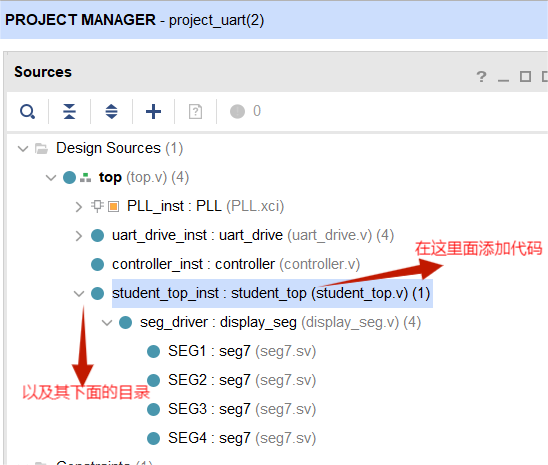 PROJECT MANAGER - project_uart(2)
Sources
? _
0
Design Sources (1)
top (top.v) (4)
PLL_inst : PLL (PLL.xci)
uart_drive_inst : uart_drive (uart_drive.v) (4)
在这里面添加代码
controller_inst : controller (controller.v)
student_top_inst : student_top (student_top.v) (1)
seg_driver : display_seg (display_seg.v) (4)
SEG1 : seg7 (seg7.sv)
以及其下面的目录
SEG2 : seg7 (seg7.sv)
SEG3 : seg7 (seg7.sv)
SEG4 : seg7 (seg7.sv)
Constraints (1)